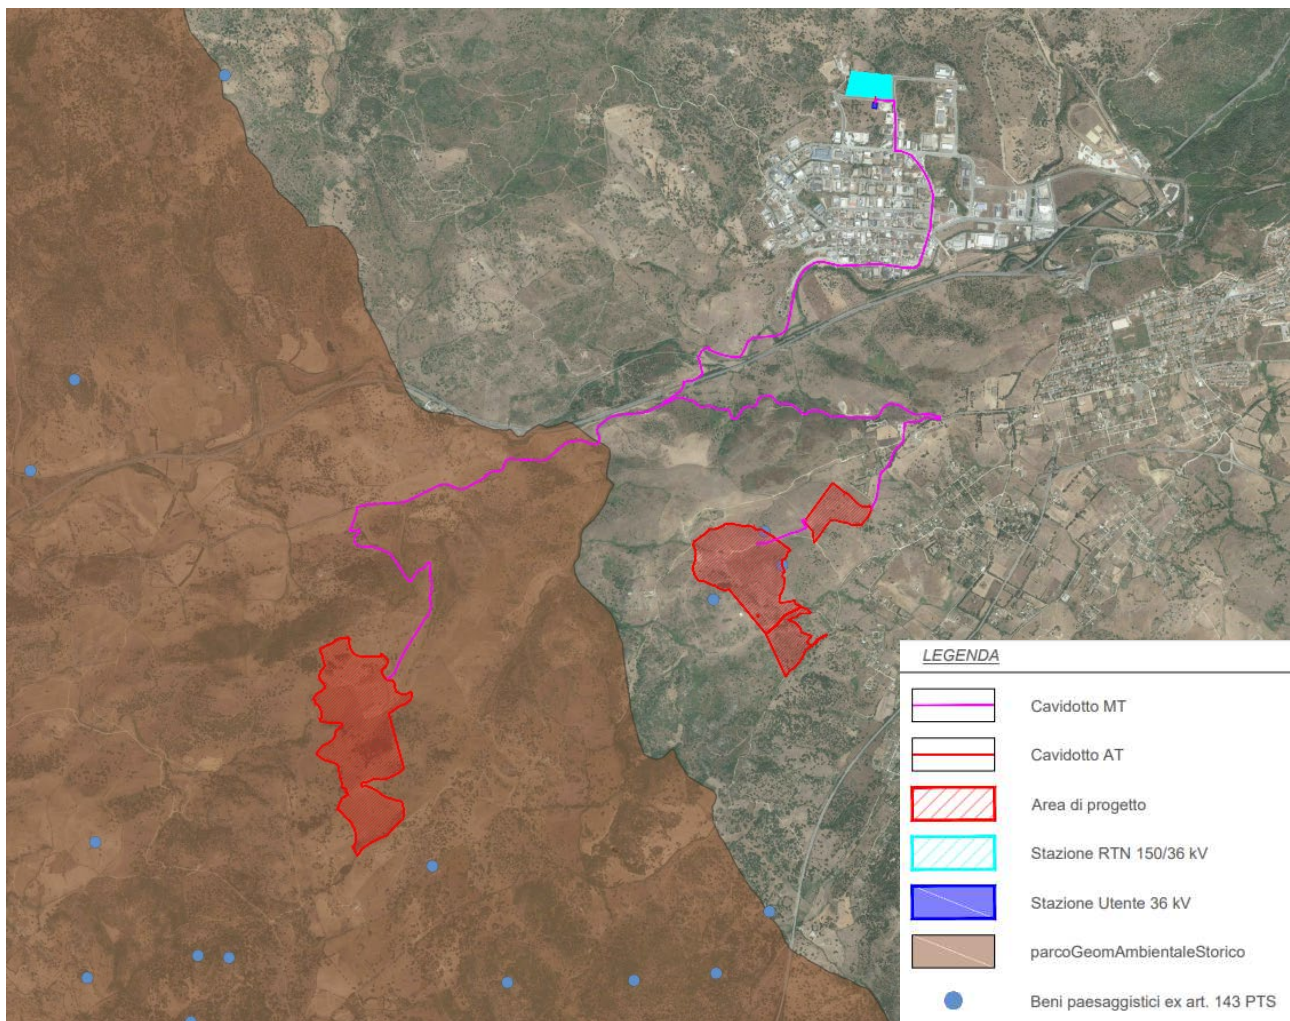 LEGENDA
Cavidotto MT
Cavidotto AT
Area di progetto
Stazione RTN 150/36 kV
Stazione Utente 36 kV
parcoGeomAmbientaleStorico
Beni paesaggistici ex art. 143 PTS